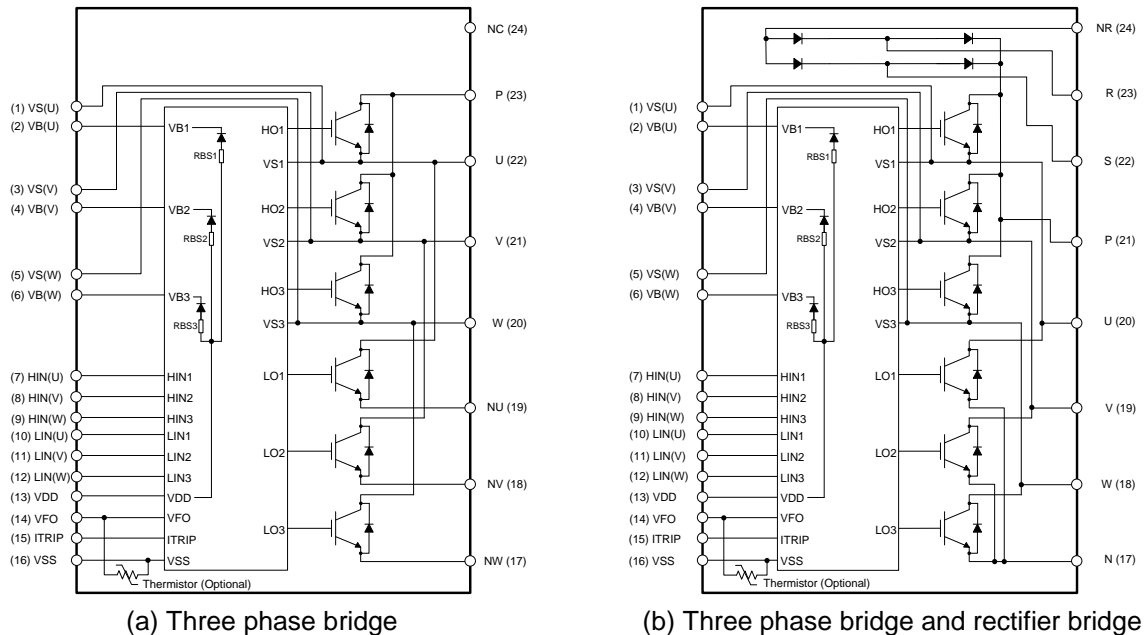 NC (24)
P (23)
(1) VS(U)
(2) VB(U)
VB1
HO1
RBS1
VS1
U (22)
(3) VS(V)
(4) VB(V)
VB2
HO2
RBS2
VS2
V (21)
(5) VS(W)
(6) VB(W)
VB3
HO3
RBS3
VS3
W (20)
(7) HIN(U)
HIN1
LO1
(8) HIN(V)
HIN2
NU (19)
(9) HIN(W)
HIN3
(10) LIN(U)
LIN1
(11) LIN(V)
LIN2
LO2
(12) LIN(W)
LIN3
NV (18)
(13) VDD
VDD
(14) VFO
VFO
LO3
(15) ITRIP
ITRIP
(16) VSS
VSS
NW (17)
Thermistor (Optional)
(a) Three phase bridge
NR (24)
R (23)
(1) VS(U)
(2) VB(U)
VB1
HO1
RBS1
VS1
S (22)
(3) VS(V)
(4) VB(V)
VB2
HO2
RBS2
VS2
P (21)
(5) VS(W)
(6) VB(W)
VB3
HO3
RBS3
VS3
U (20)
(7) HIN(U)
HIN1
LO1
(8) HIN(V)
HIN2
V (19)
(9) HIN(W)
HIN3
(10) LIN(U)
LIN1
(11) LIN(V)
LIN2
LO2
(12) LIN(W)
LIN3
W (18)
(13) VDD
VDD
(14) VFO
VFO
LO3
(15) ITRIP
ITRIP
(16) VSS
VSS
N (17)
Thermistor (Optional)
(b) Three phase bridge and rectifier bridge